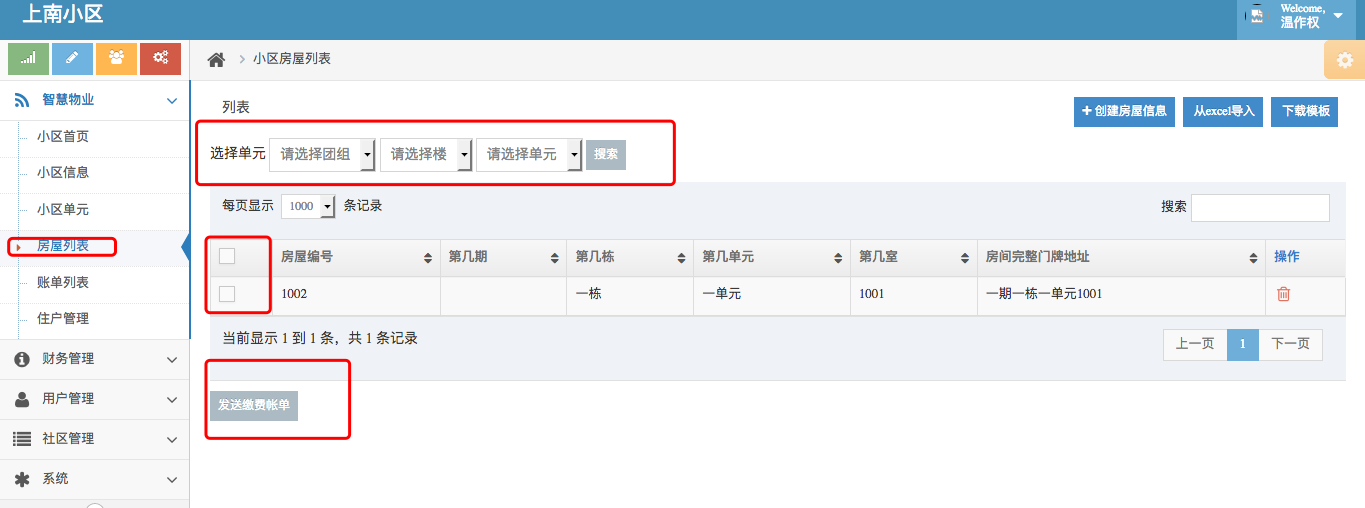 上南小区
Welcome,
温作权
小区房屋列表
智慧物业
小区首页
小区信息
小区单元
房屋列表
账单列表
住户管理
财务管理
用户管理
社区管理
系统
列表
创建房屋信息 从excel导入 下载模板
选择单元 请选择团组 请选择楼 请选择单元 搜索
每页显示 1000 条记录 搜索
房屋编号 第几期 第几栋 第几单元 第几室 房间完整门牌地址 操作
1002 一栋 一单元 1001 一期一栋一单元1001
当前显示 1 到 1 条，共 1 条记录
上一页 1 下一页
发送缴费帐单